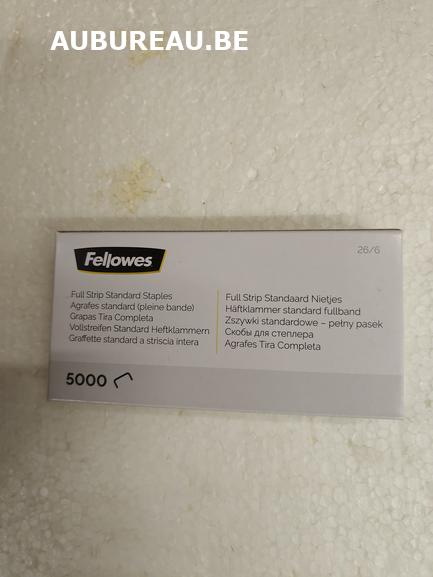 AUBUREAU.BE
Fellowes
26/6
Full Strip Standard Staples
Agrafes standard (pleine bande)
Grapas Tira Completa
Vollstreifen Standard Heftklammern
Graffette standard a striscia intera
Full Strip Standaard Nietjes
Häftklammer standard fullband
Zszywki standardowe – pełny pasek
Скобы для степлера
Agrafes Tira Completa
5000